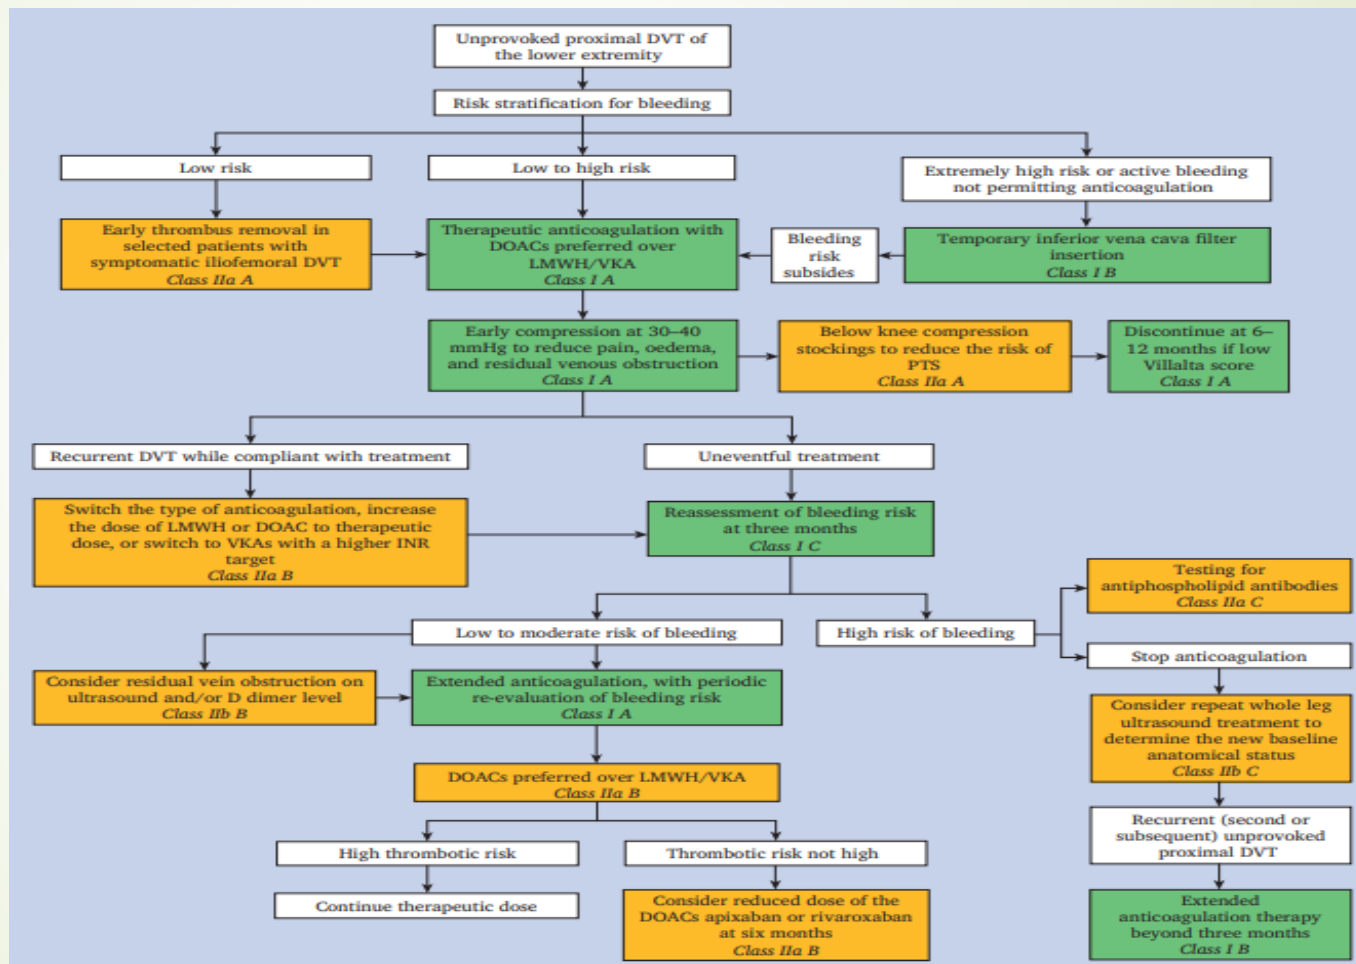 Unprovoked proximal DVT of
the lower extremity
Risk stratification for bleeding
Low risk
Low to high risk
Extremely high risk or active bleeding
not permitting anticoagulation
Early thrombus removal in
selected patients with
symptomatic iliofemoral DVT
Class IIa A
Therapeutic anticoagulation with
DOACs preferred over
LMWH/VKA
Class I A
Bleeding
risk
subsides
Temporary inferior vena cava filter
insertion
Class I B
Early compression at 30–40
mmHg to reduce pain, oedema,
and residual venous obstruction
Class I A
Below knee compression
stockings to reduce the risk of
PTS
Class IIa A
Discontinue at 6–
12 months if low
Villalta score
Class I A
Recurrent DVT while compliant with treatment
Uneventful treatment
Switch the type of anticoagulation, increase
the dose of LMWH or DOAC to therapeutic
dose, or switch to VKAs with a higher INR
target
Class IIa B
Reassessment of bleeding risk
at three months
Class I C
Testing for
antiphospholipid antibodies
Class IIa C
Low to moderate risk of bleeding
High risk of bleeding
Stop anticoagulation
Consider residual vein obstruction on
ultrasound and/or D dimer level
Class IIb B
Extended anticoagulation, with periodic
re-evaluation of bleeding risk
Class I A
Consider repeat whole leg
ultrasound treatment to
determine the new baseline
anatomical status
Class IIb C
DOACs preferred over LMWH/VKA
Class IIa B
High thrombotic risk
Thrombotic risk not high
Recurrent (second or
subsequent) unprovoked
proximal DVT
Continue therapeutic dose
Consider reduced dose of the
DOACs apixaban or rivaroxaban
at six months
Class IIa B
Extended
anticoagulation therapy
beyond three months
Class I B